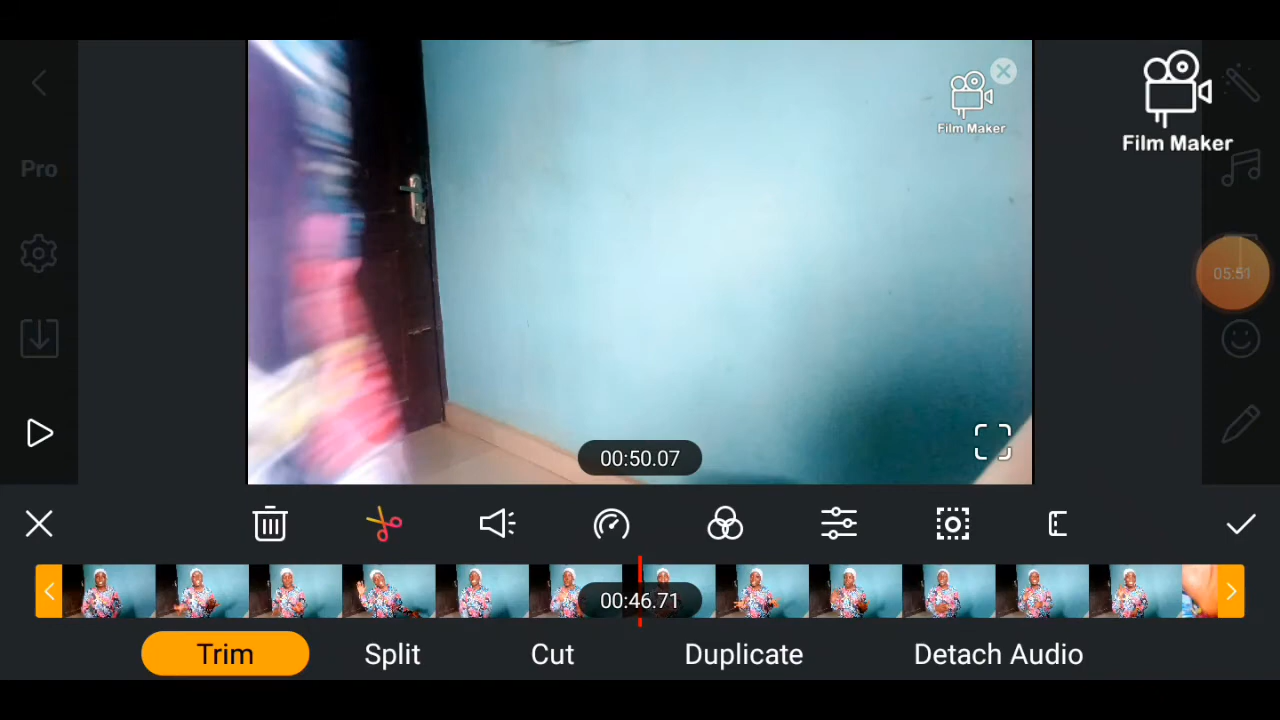 Film Maker
Film Maker
Pro
05:51
00:50.07
00:46.71
Trim
Split
Cut
Duplicate
Detach Audio